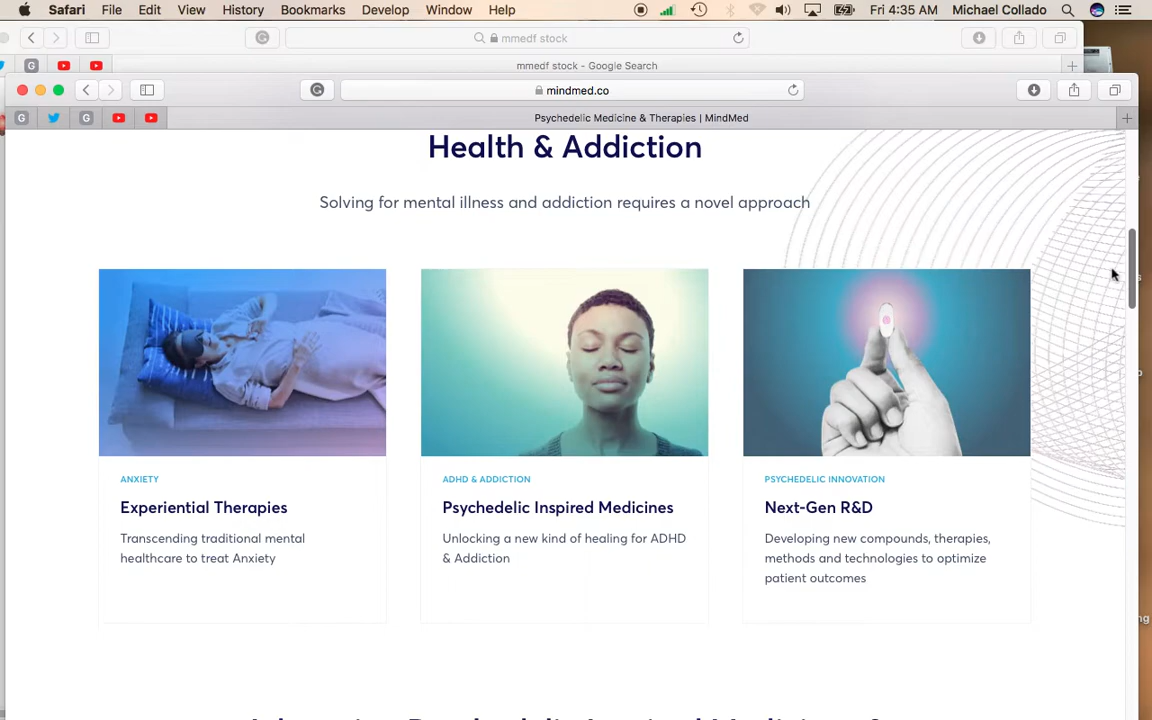 Safari File Edit View History Bookmarks Develop Window Help Fri 4:35 AM Michael Collado
mmedf stock
mmedf stock - Google Search
mindmed.co
Psychedelic Medicine & Therapies | MindMed
Health & Addiction
Solving for mental illness and addiction requires a novel approach
ANXIETY
Experiential Therapies
Transcending traditional mental
healthcare to treat Anxiety
ADHD & ADDICTION
Psychedelic Inspired Medicines
Unlocking a new kind of healing for ADHD
& Addiction
PSYCHEDELIC INNOVATION
Next-Gen R&D
Developing new compounds, therapies,
methods and technologies to optimize
patient outcomes